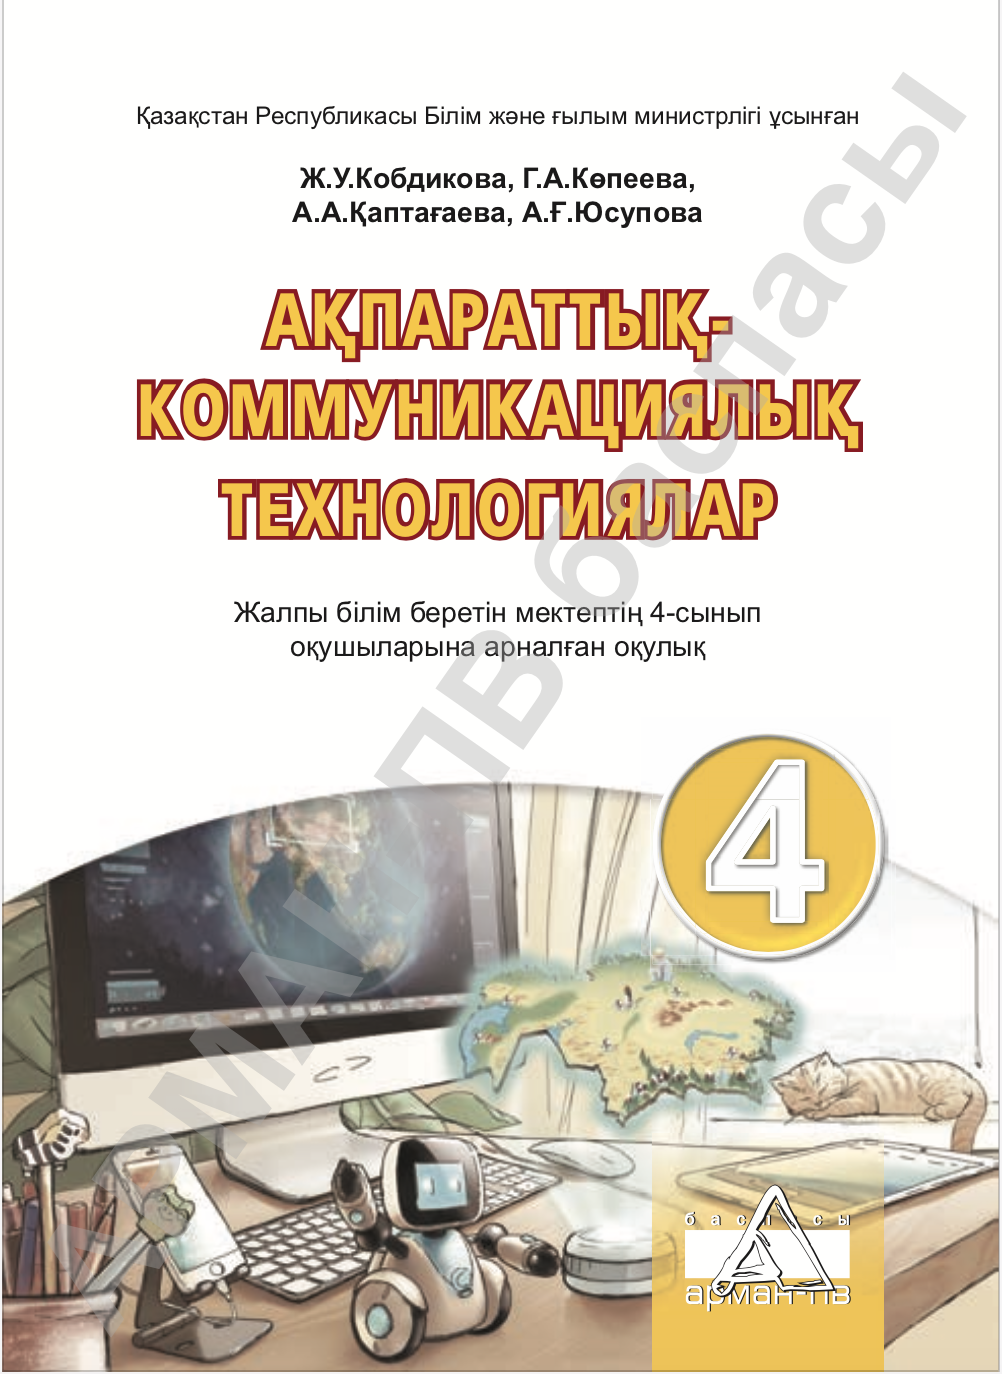 Қазақстан Республикасы Білім және ғылым министрлігі ұсынған
Ж.У.Кобдикова, Г.А.Көпеева,
А.А.Қаптағаева, А.Ғ.Юсупова
АҚПАРАТТЫҚ-
КОММУНИКАЦИЯЛЫҚ
ТЕХНОЛОГИЯЛАР
Жалпы білім беретін мектептің 4-сынып
оқушыларына арналған оқулық
4
баспасы
арман-пв
АРМАН-ПВ баспасы